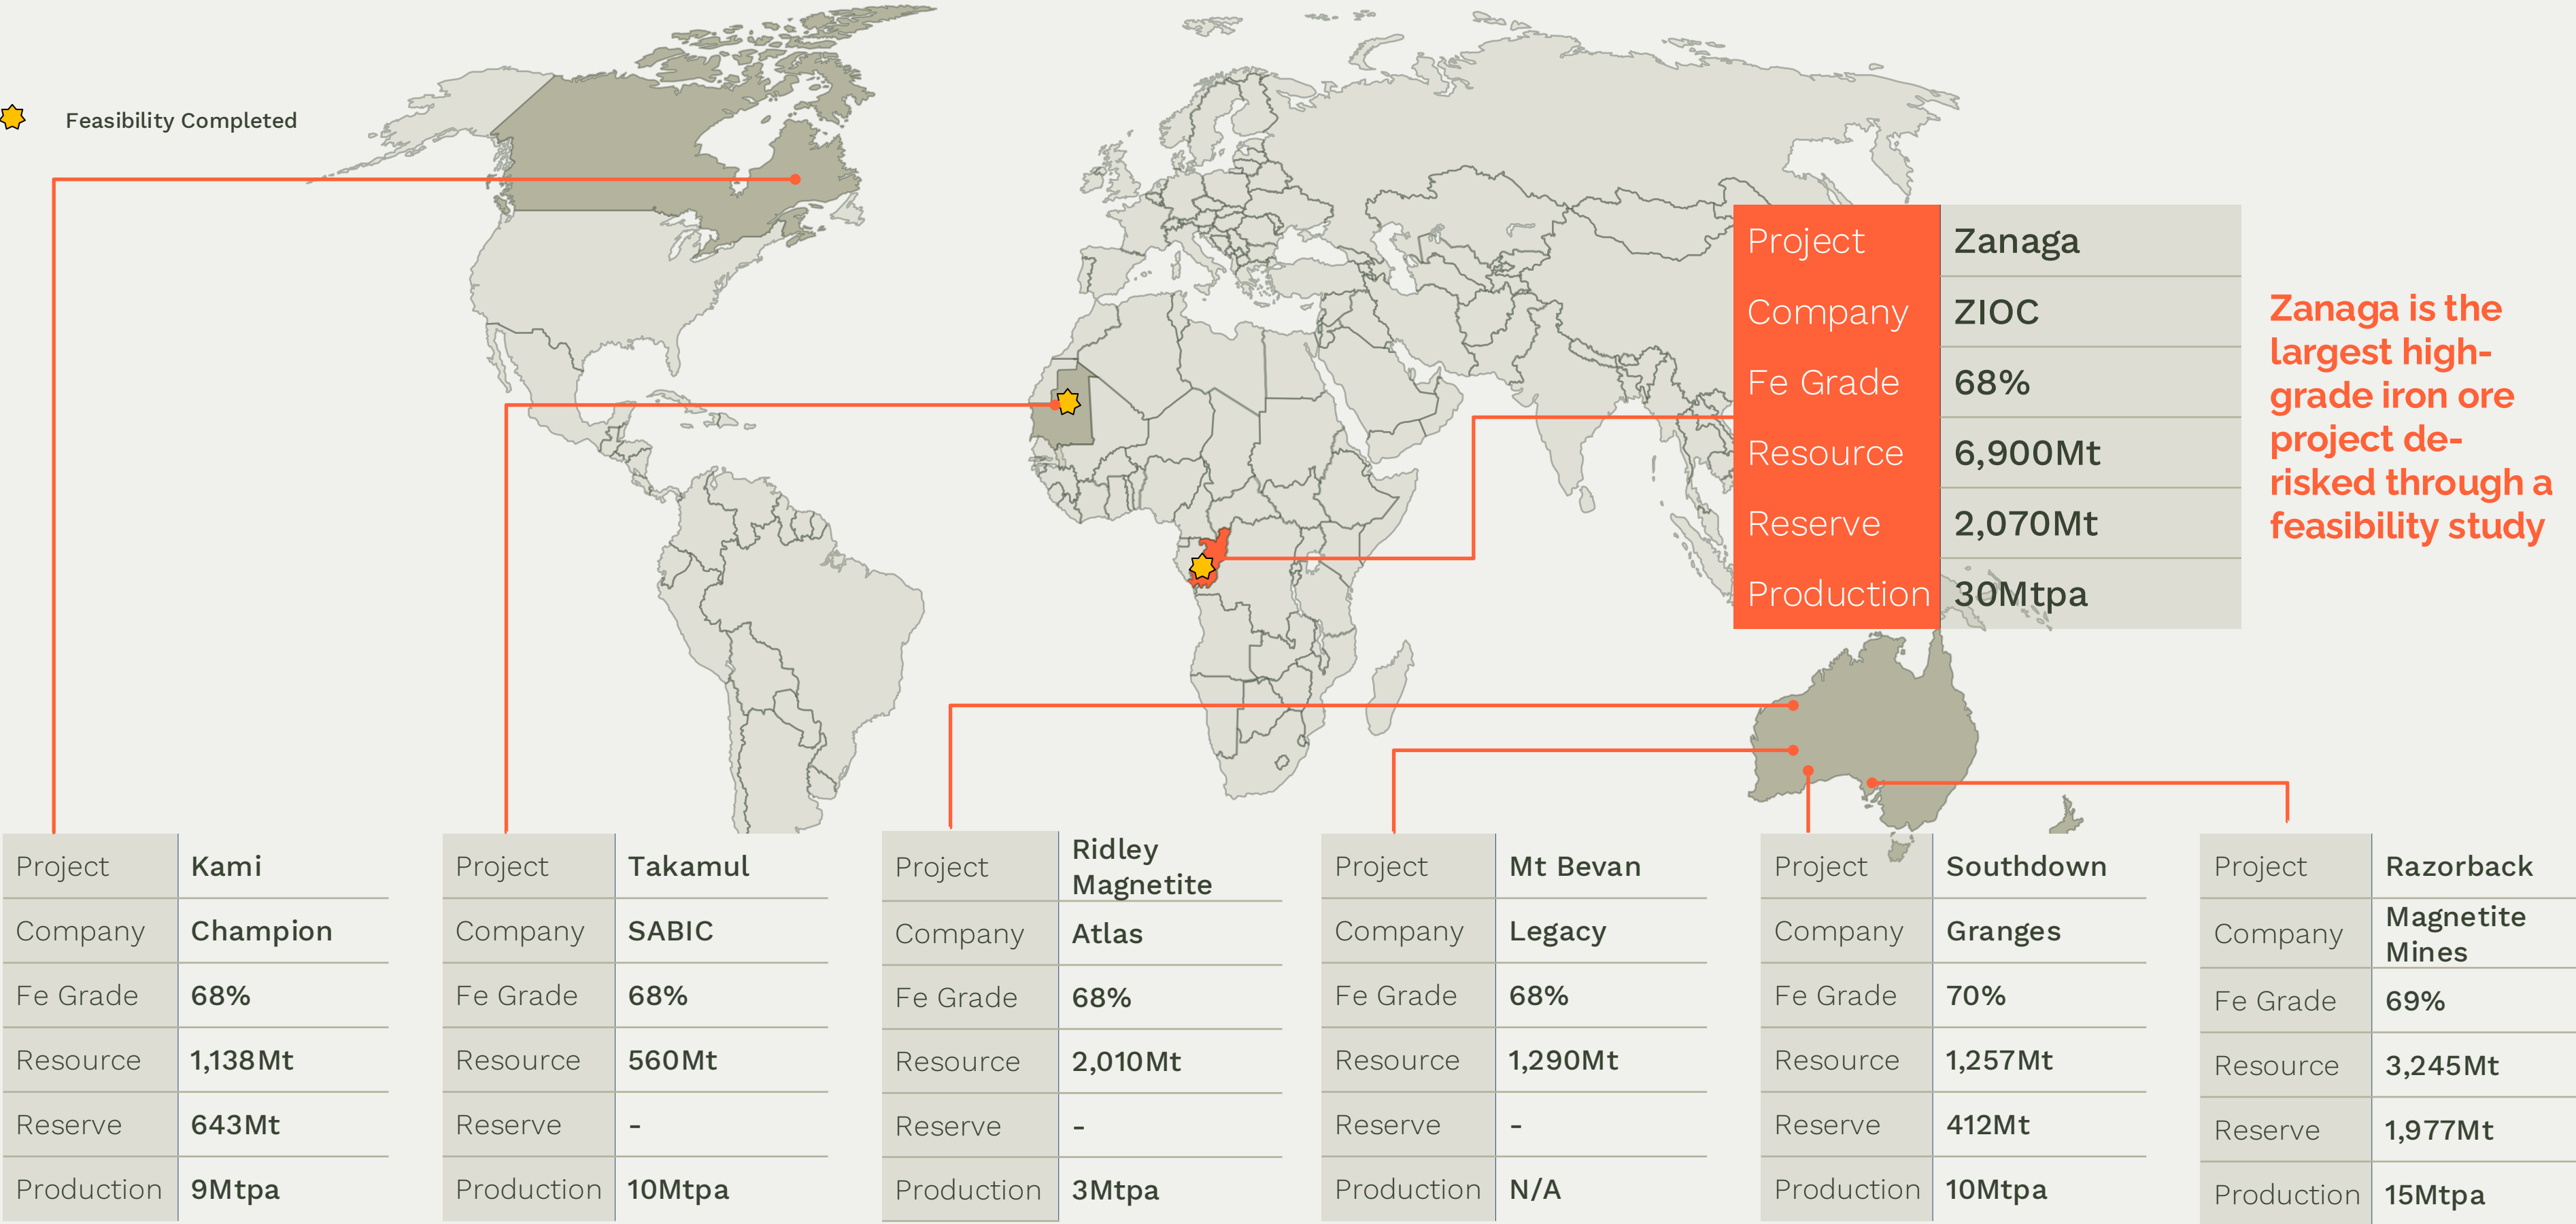 Feasibility Completed
Project Zanaga
Company ZIOC
Fe Grade 68%
Resource 6,900Mt
Reserve 2,070Mt
Production 30Mtpa
Zanaga is the
largest high-
grade iron ore
project de-
risked through a
feasibility study
Project Kami
Company Champion
Fe Grade 68%
Resource 1,138Mt
Reserve 643Mt
Production 9Mtpa
Project Takamul
Company SABIC
Fe Grade 68%
Resource 560Mt
Reserve -
Production 10Mtpa
Project Ridley
Magnetite
Company Atlas
Fe Grade 68%
Resource 2,010Mt
Reserve -
Production 3Mtpa
Project Mt Bevan
Company Legacy
Fe Grade 68%
Resource 1,290Mt
Reserve -
Production N/A
Project Southdown
Company Granges
Fe Grade 70%
Resource 1,257Mt
Reserve 412Mt
Production 10Mtpa
Project Razorback
Company Magnetite
Mines
Fe Grade 69%
Resource 3,245Mt
Reserve 1,977Mt
Production 15Mtpa